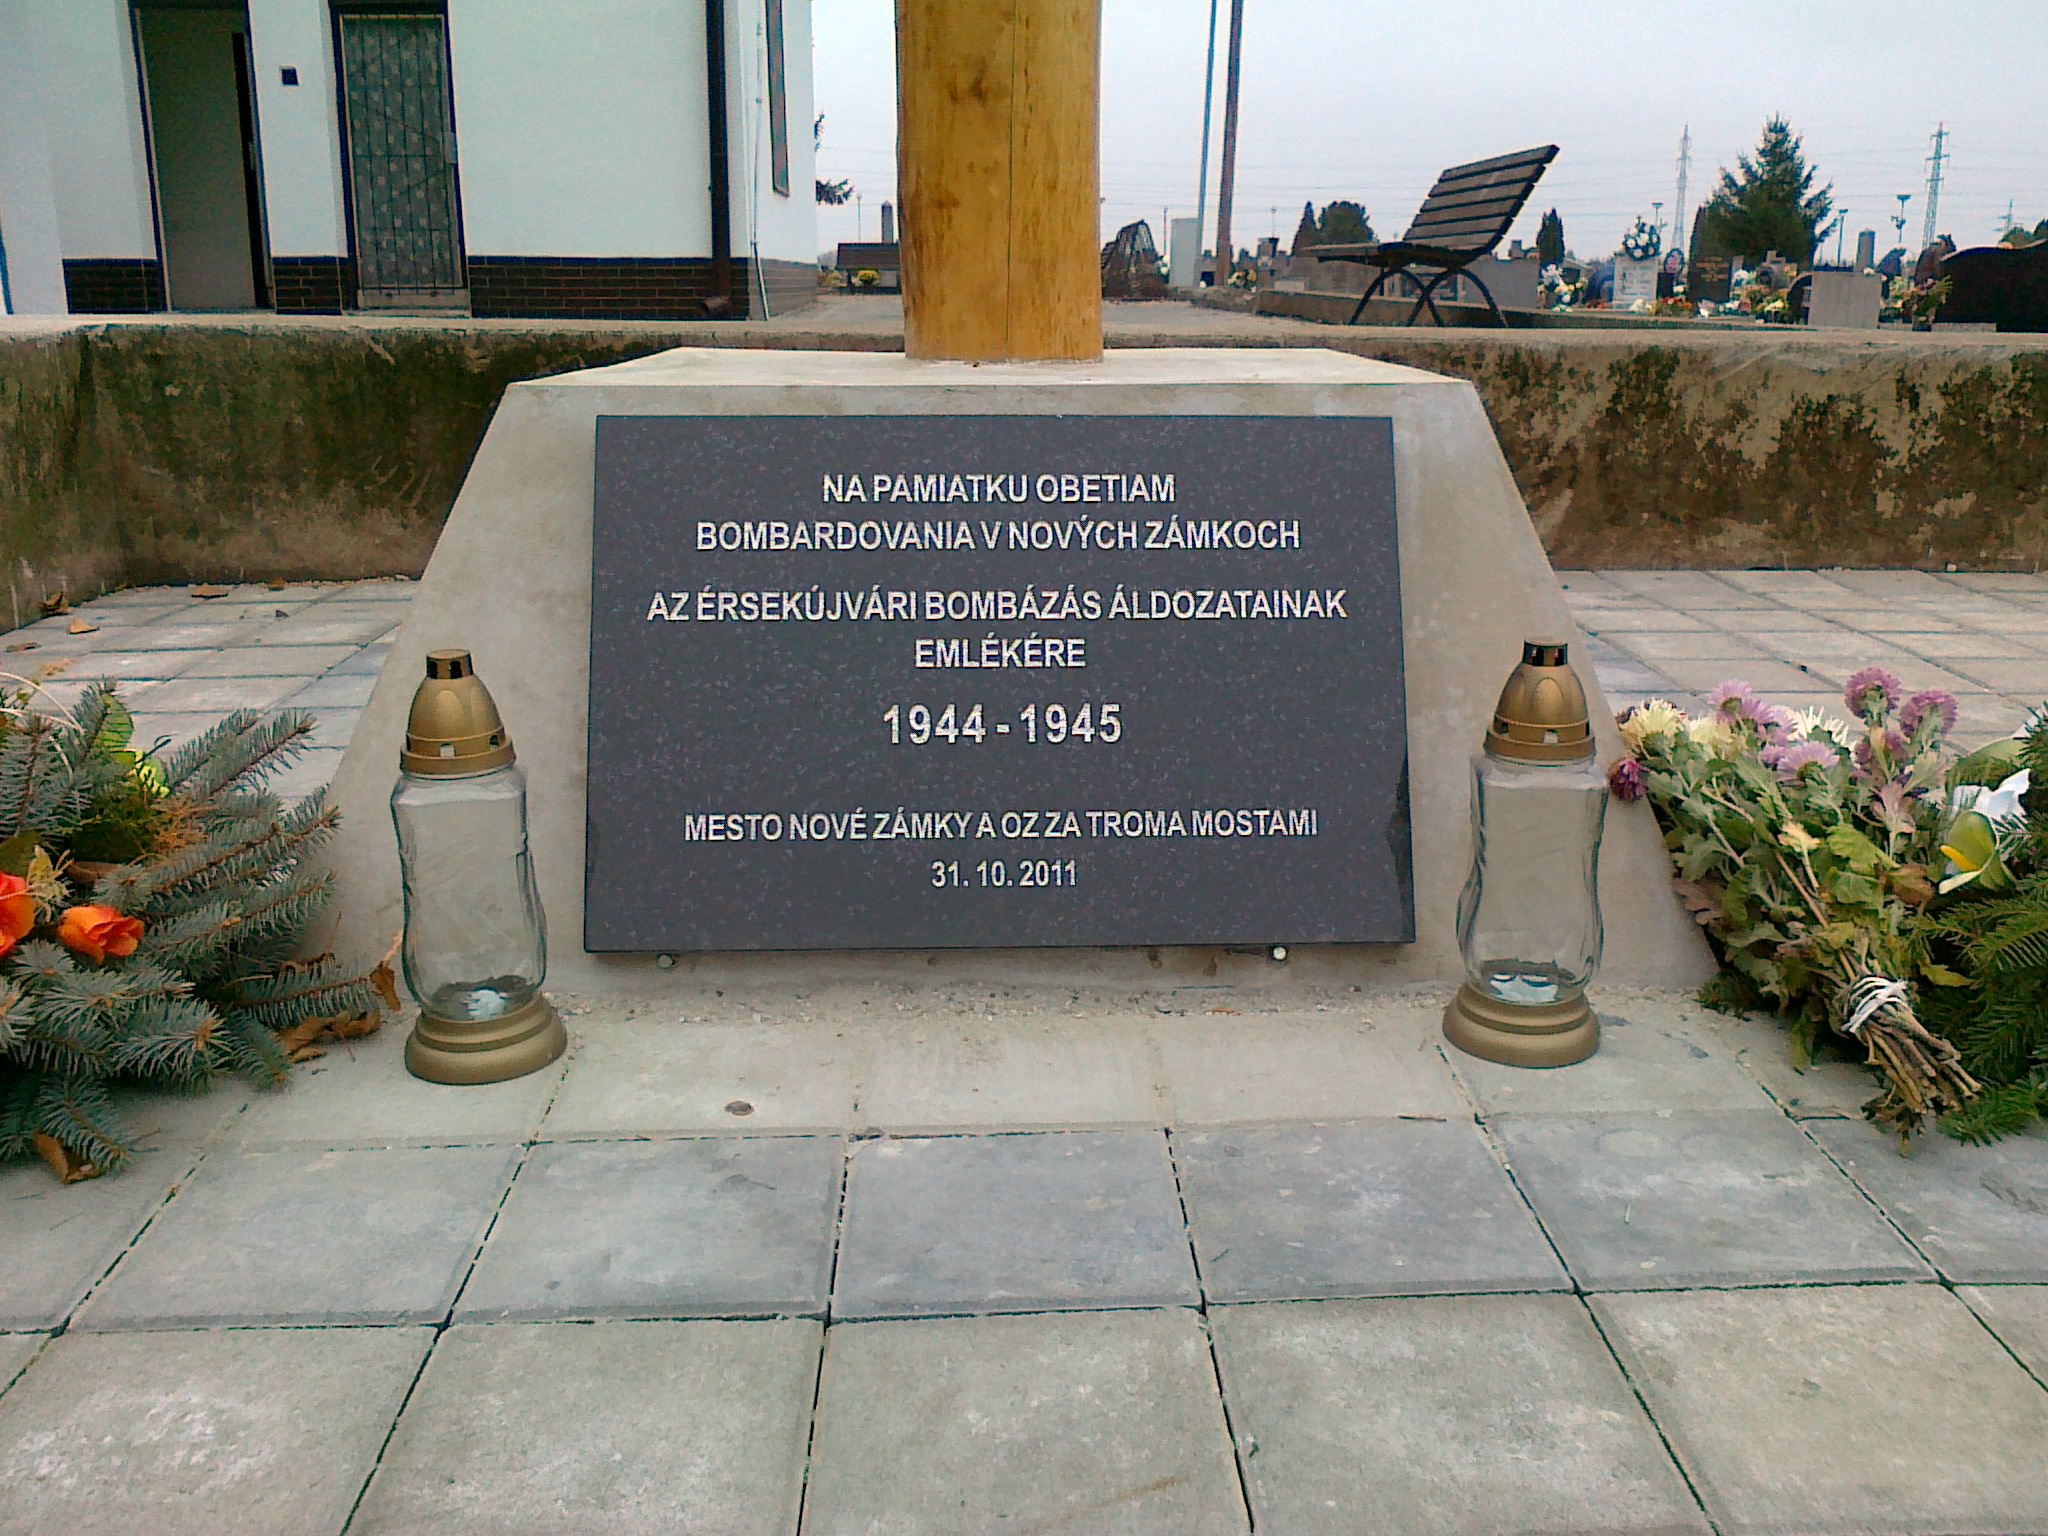 NA PAMIATKU OBETIAM
BOMBARDOVANIA V NOVÝCH ZÁMKOCH
AZ ÉRSEKÚJVÁRI BOMBÁZÁS ÁLDOZATAINAK
EMLÉKÉRE
1944 - 1945
MESTO NOVÉ ZÁMKY A OZ ZA TROMA MOSTAMI
31. 10. 2011